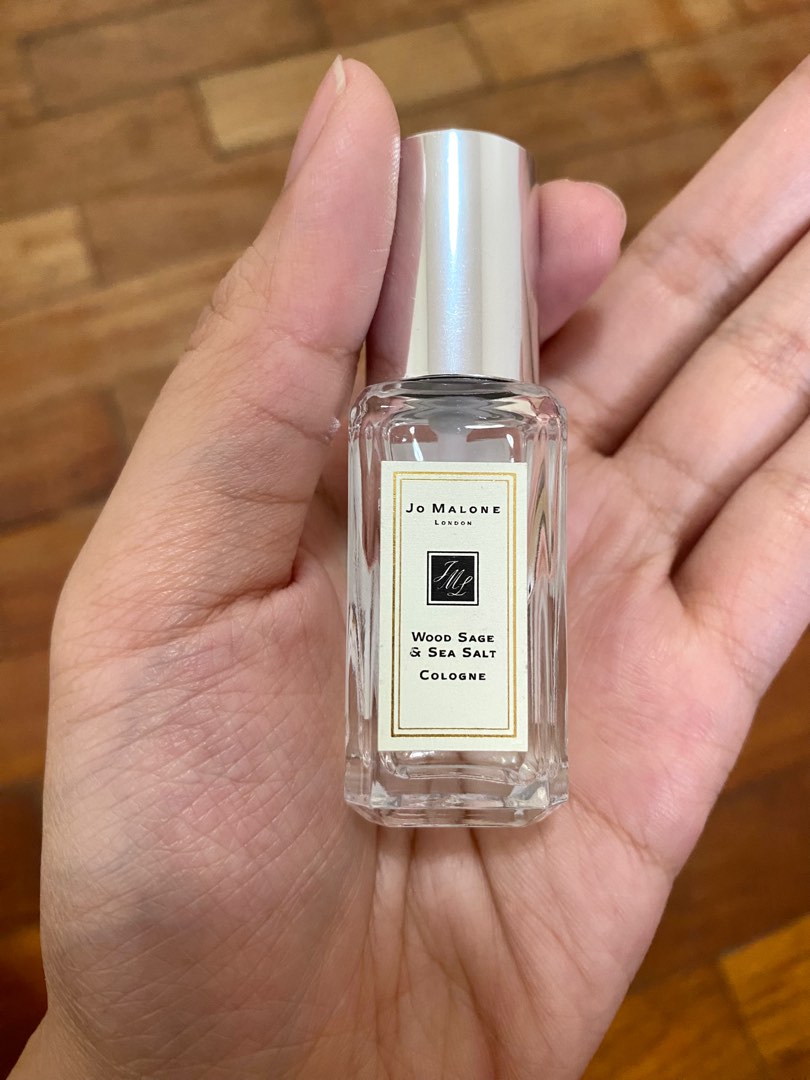 Jo Malone
London
JML
Wood Sage
& Sea Salt
Cologne